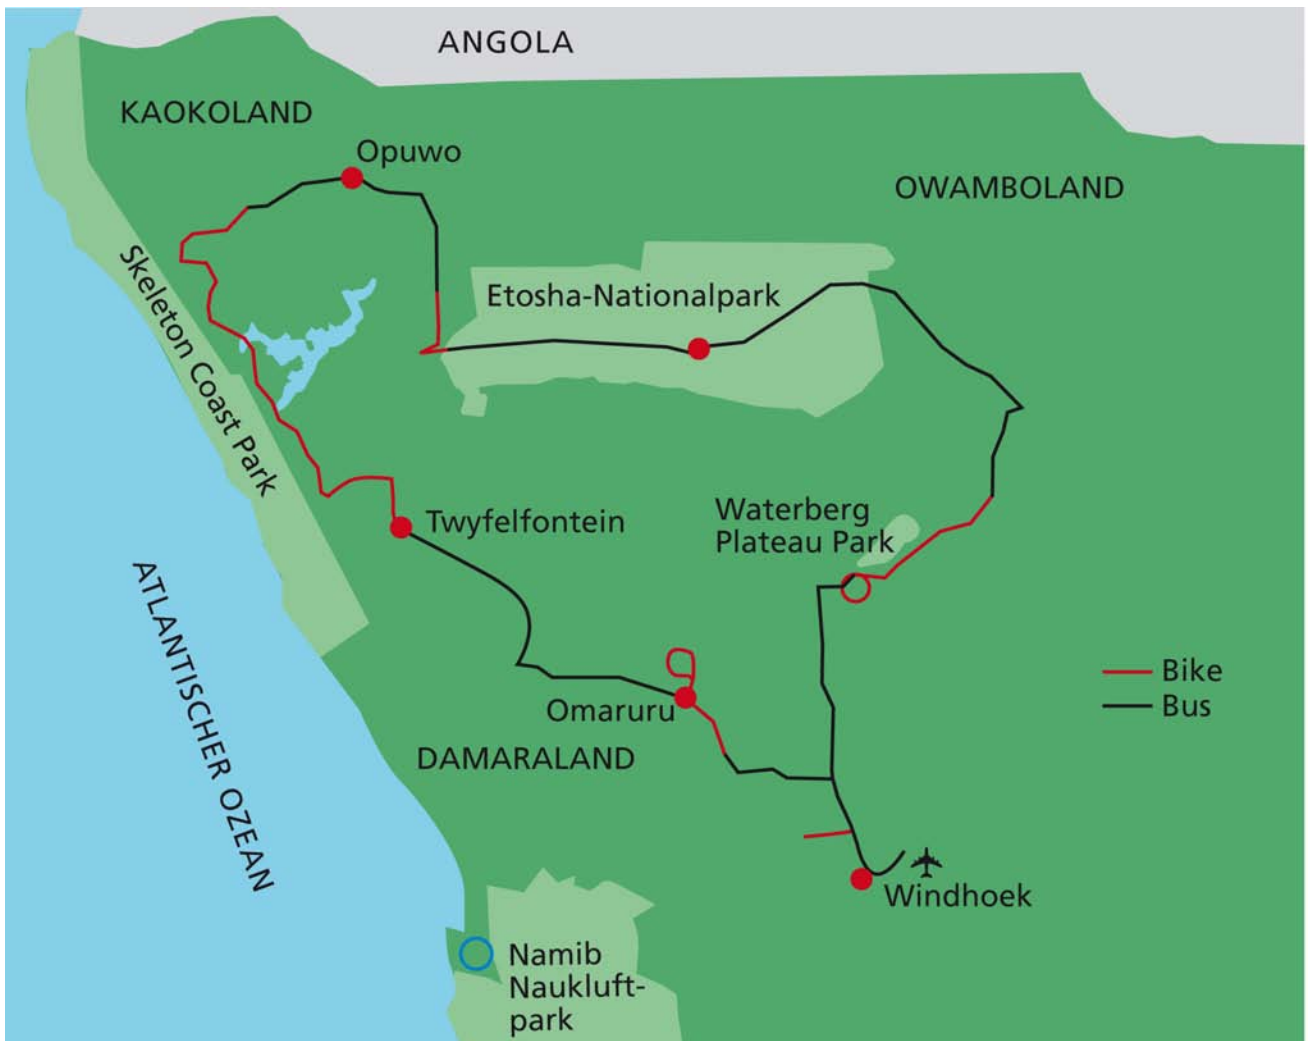 ANGOLA
KAOKOLAND
Opuwo
OWAMBOLAND
Skeleton Coast Park
Etosha-Nationalpark
Waterberg
Plateau Park
Twyfelfontein
ATLANTISCHER OZEAN
Bike
Bus
Omaruru
DAMARALAND
Windhoek
Namib
Naukluft-
park